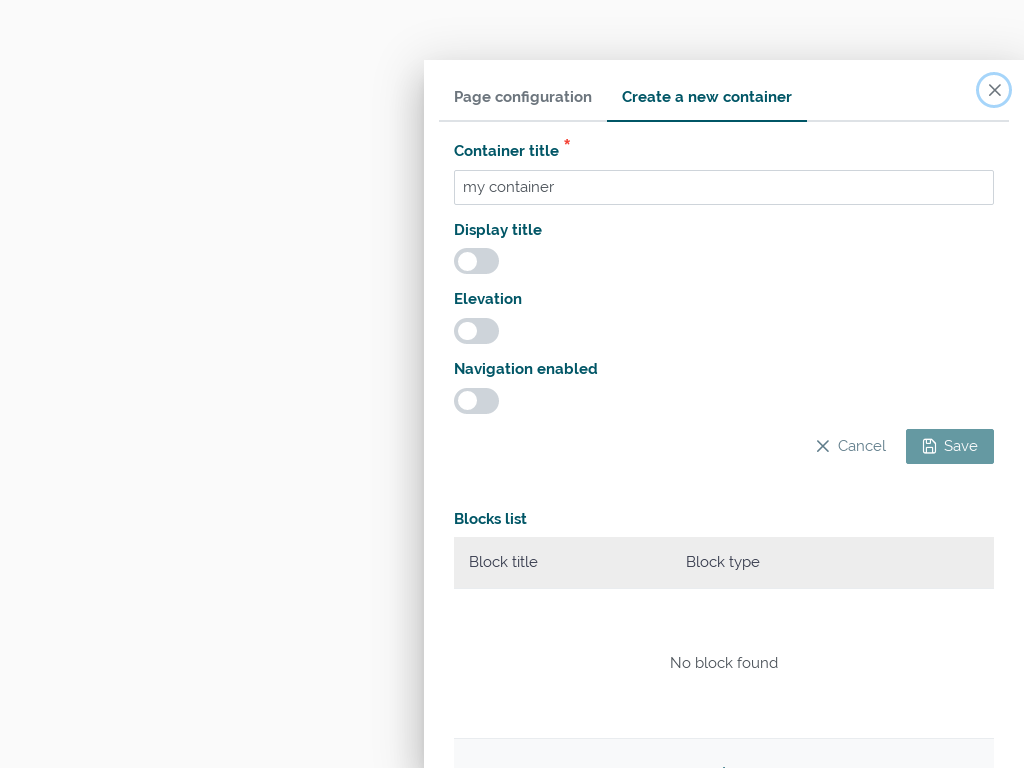 Page configuration
Create a new container
Container title *
my container
Display title
Elevation
Navigation enabled
Cancel
Save
Blocks list
Block title
Block type
No block found